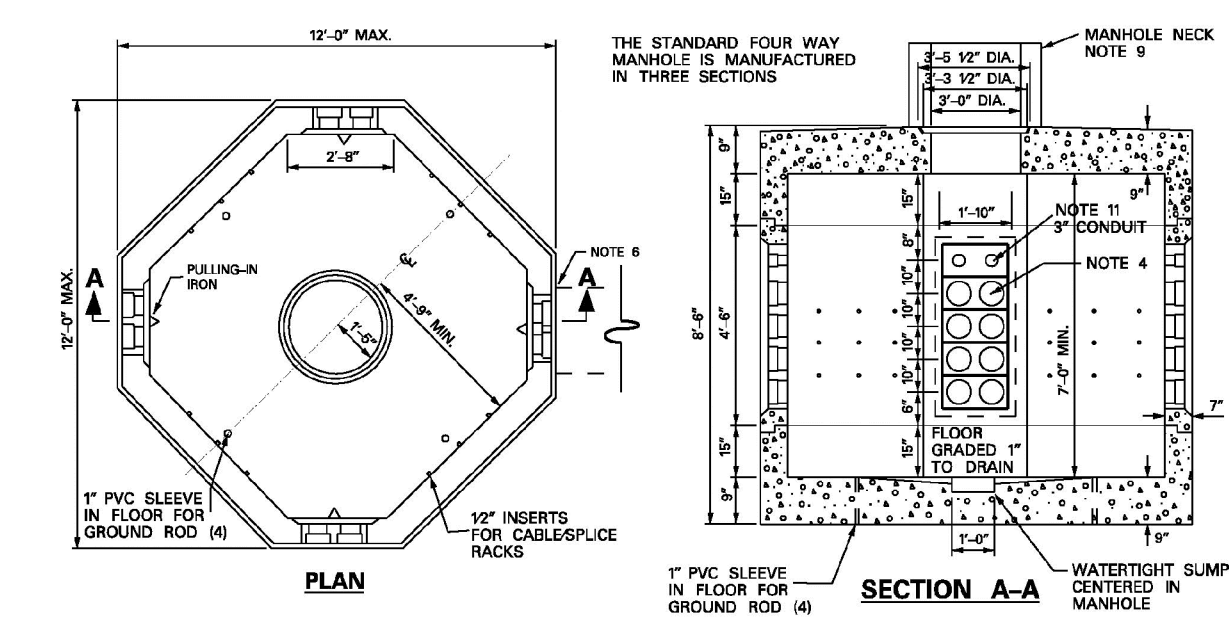 12'-0" MAX.
12'-0" MAX.
2'-8"
A
A
PULLING-IN
IRON
NOTE 6
℄
4'-9" MIN.
1'-5"
1" PVC SLEEVE
IN FLOOR FOR
GROUND ROD (4)
1/2" INSERTS
FOR CABLE/SPLICE
RACKS
PLAN
THE STANDARD FOUR WAY
MANHOLE IS MANUFACTURED
IN THREE SECTIONS
MANHOLE NECK
NOTE 9
3'-5 1/2" DIA.
3'-3 1/2" DIA.
3'-0" DIA.
8'-6"
9"
15"
4'-6"
15"
9"
15"
8"
10"
10"
10"
10"
6"
15"
1'-10"
NOTE 11
3" CONDUIT
NOTE 4
9"
7'-0" MIN.
7"
FLOOR
GRADED 1"
TO DRAIN
1'-0"
9"
1" PVC SLEEVE
IN FLOOR FOR
GROUND ROD (4)
SECTION A-A
WATERTIGHT SUMP
CENTERED IN
MANHOLE